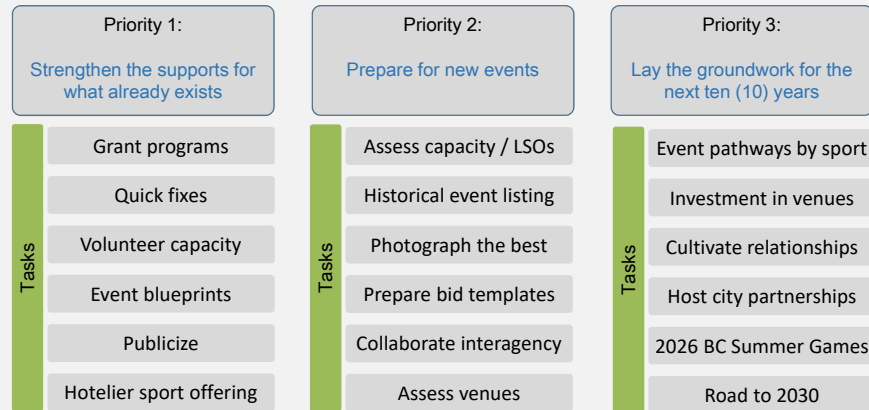 Priority 1:
Strengthen the supports for
what already exists
Tasks
Grant programs
Quick fixes
Volunteer capacity
Event blueprints
Publicize
Hotelier sport offering
Priority 2:
Prepare for new events
Tasks
Assess capacity / LSOs
Historical event listing
Photograph the best
Prepare bid templates
Collaborate interagency
Assess venues
Priority 3:
Lay the groundwork for the
next ten (10) years
Tasks
Event pathways by sport
Investment in venues
Cultivate relationships
Host city partnerships
2026 BC Summer Games
Road to 2030